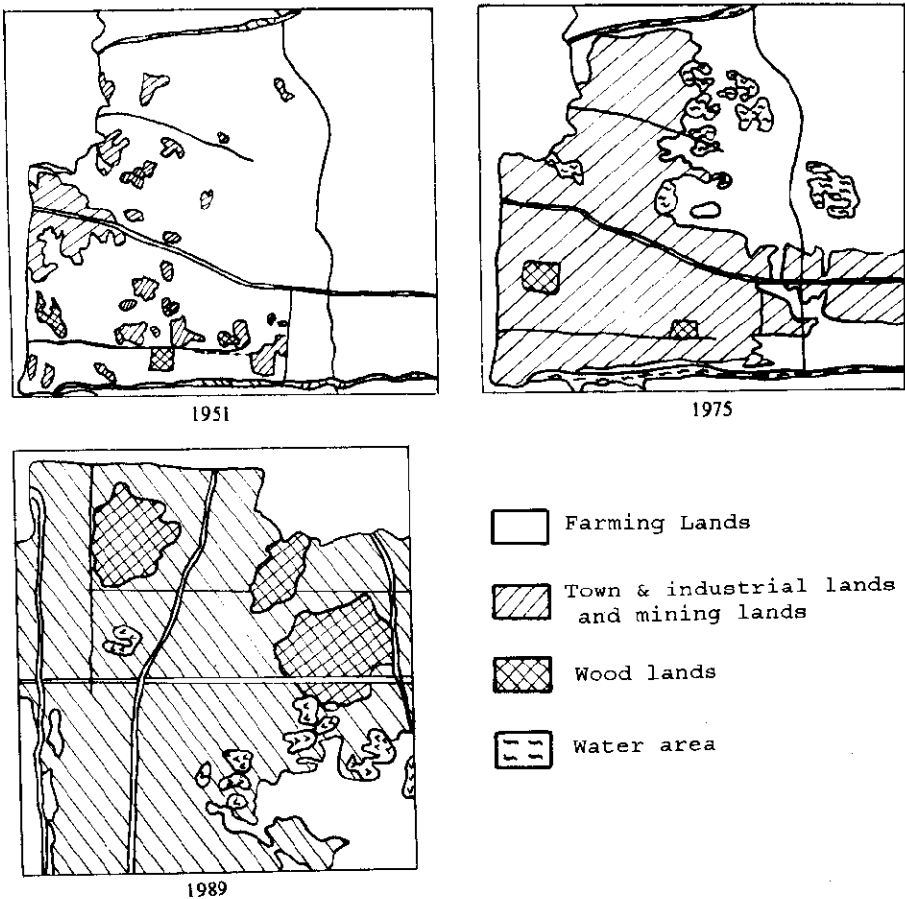 1951
1975
1989
Farming Lands
Town & industrial lands
and mining lands
Wood lands
Water area